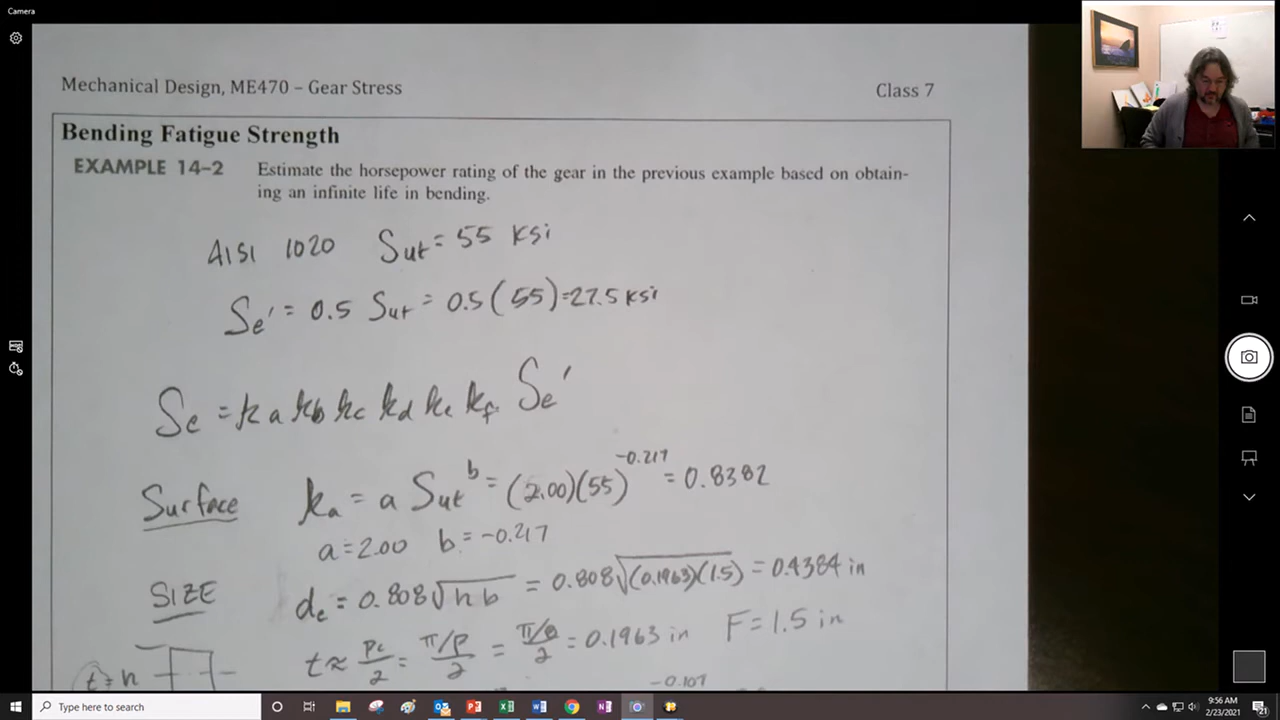 Camera
Mechanical Design, ME470 – Gear Stress
Class 7
Bending Fatigue Strength
EXAMPLE 14–2 Estimate the horsepower rating of the gear in the previous example based on obtain-
ing an infinite life in bending.
AISI 1020 Sut = 55 ksi
Se' = 0.5 Sut = 0.5 (55) = 27.5 ksi
Se = ka kb kc kd ke kf Se'
Surface ka = a Sut^b = (2.00)(55)^-0.217 = 0.8382
a = 2.00 b = -0.217
SIZE de = 0.808 √hb = 0.808 √(0.1963)(1.5) = 0.4384 in
t ≈ pc/2 = π/P/2 = π/8/2 = 0.1963 in F = 1.5 in
t = h
-0.107
Type here to search
9:56 AM
2/23/2021
21